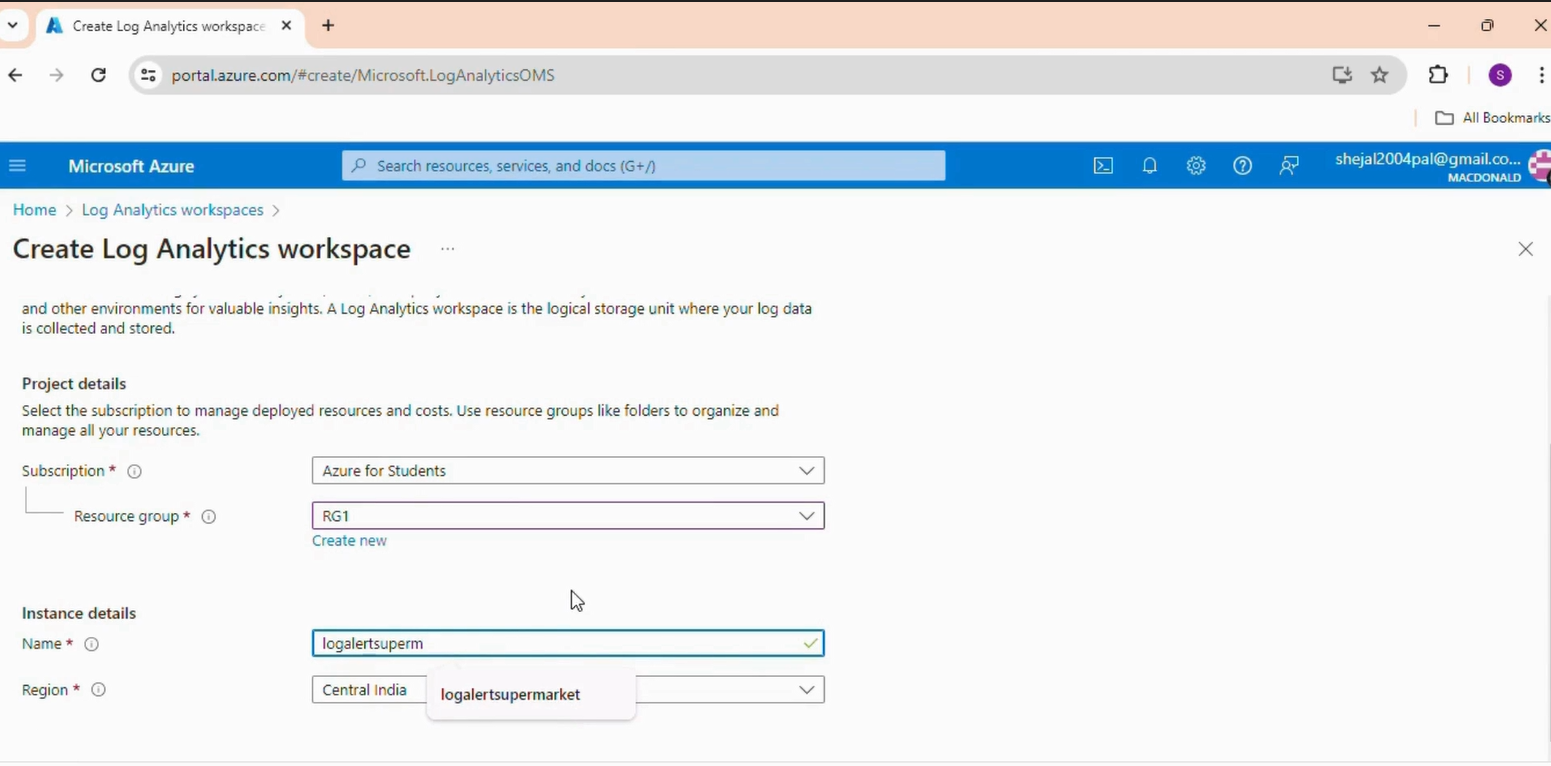 Create Log Analytics workspace
portal.azure.com/#create/Microsoft.LogAnalyticsOMS
S
All Bookmarks
Microsoft Azure
Search resources, services, and docs (G+/)
shejal2004pal@gmail.co...
MACDONALD
Home > Log Analytics workspaces >
Create Log Analytics workspace ...
and other environments for valuable insights. A Log Analytics workspace is the logical storage unit where your log data
is collected and stored.
Project details
Select the subscription to manage deployed resources and costs. Use resource groups like folders to organize and
manage all your resources.
Subscription *
Azure for Students
Resource group *
RG1
Create new
Instance details
Name *
logalertsuperm
Region *
Central India
logalertsupermarket